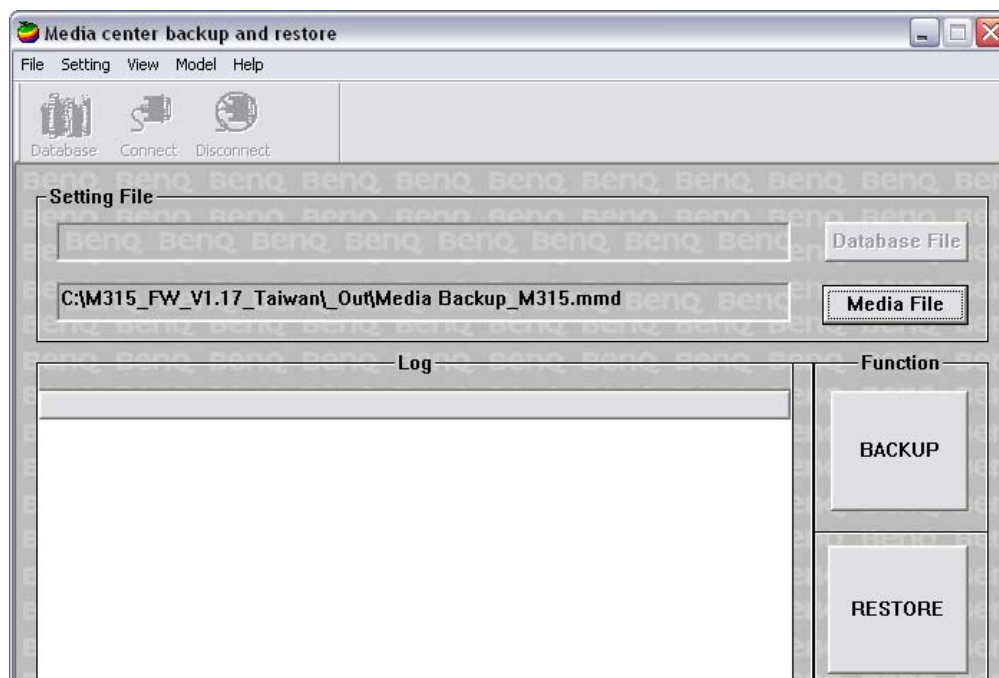 Media center backup and restore
File Setting View Model Help
Database Connect Disconnect
Setting File
Database File
C:\M315_FW_V1.17_Taiwan\_Out\Media Backup_M315.mmd
Media File
Log
Function
BACKUP
RESTORE